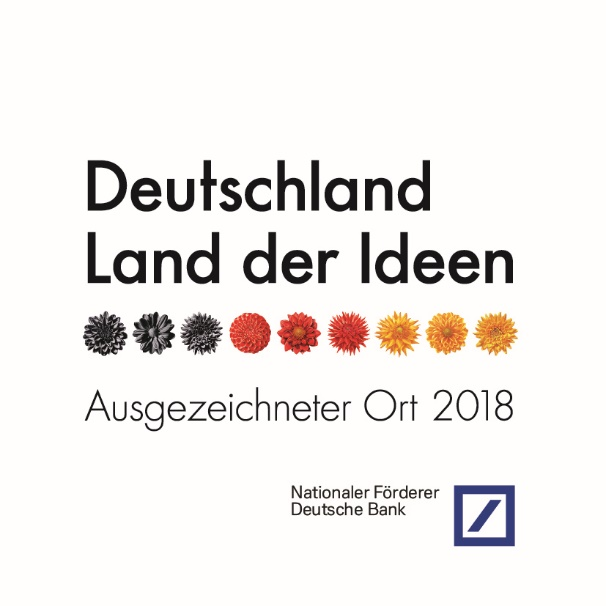 Deutschland
Land der Ideen
Ausgezeichneter Ort 2018
Nationaler Förderer
Deutsche Bank